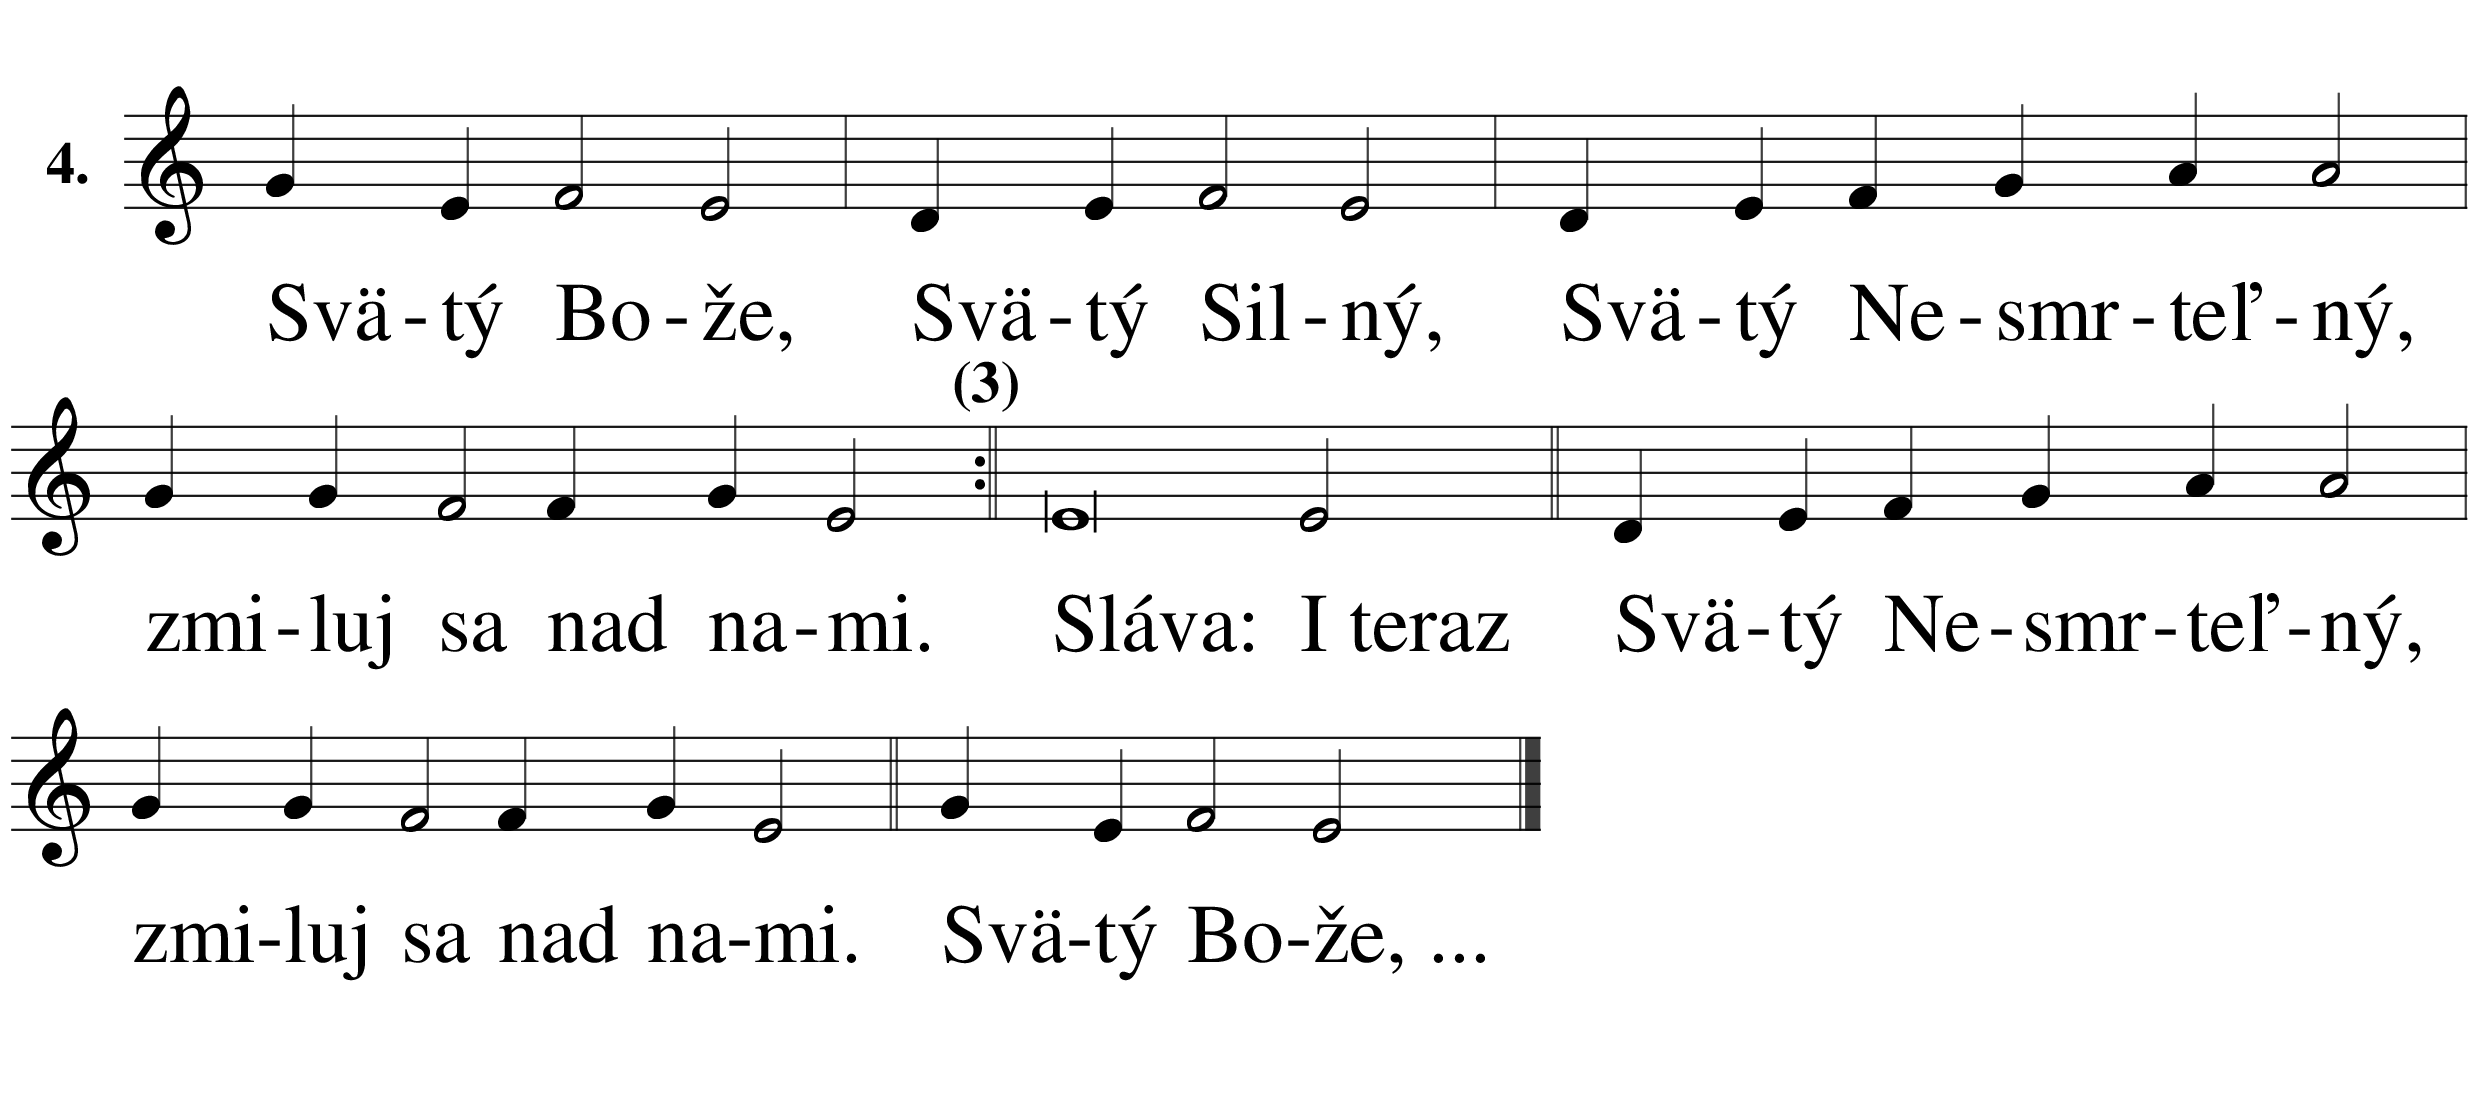 4.
Svä-tý Bo-že, Svä-tý Sil-ný, Svä-tý Ne-smr-teľ-ný,
(3)
zmi-luj sa nad na-mi. Sláva: I teraz Svä-tý Ne-smr-teľ-ný,
zmi-luj sa nad na-mi. Svä-tý Bo-že, ...